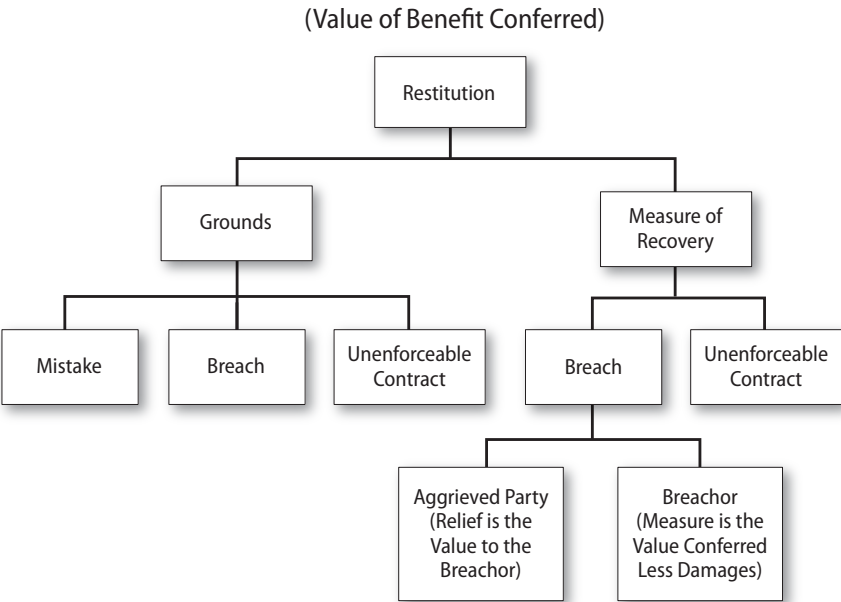 (Value of Benefit Conferred)
Restitution
Grounds
Measure of
Recovery
Mistake
Breach
Unenforceable
Contract
Breach
Unenforceable
Contract
Aggrieved Party
(Relief is the
Value to the
Breachor)
Breachor
(Measure is the
Value Conferred
Less Damages)